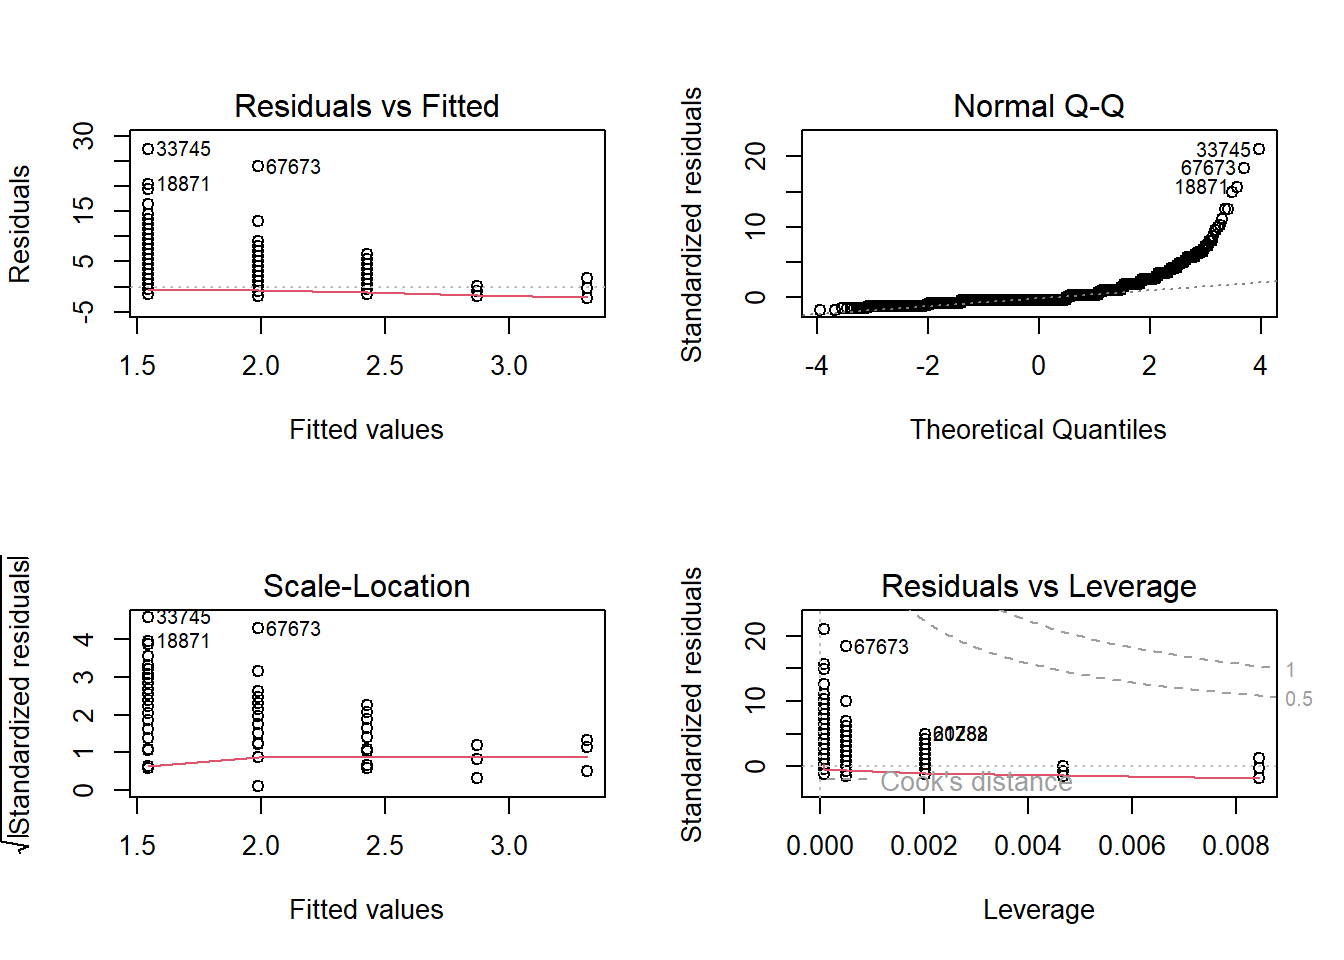 Residuals vs Fitted
Residuals
30
15
5
-5
33745
18871
67673
1.5 2.0 2.5 3.0
Fitted values
Normal Q-Q
Standardized residuals
20
10
0
33745
67673
18871
-4 -2 0 2 4
Theoretical Quantiles
Scale-Location
√|Standardized residuals|
4
3
2
1
0
33745
18871
67673
1.5 2.0 2.5 3.0
Fitted values
Residuals vs Leverage
Standardized residuals
20
10
0
67673
1
0.5
Cook's distance
0.000 0.002 0.004 0.006 0.008
Leverage